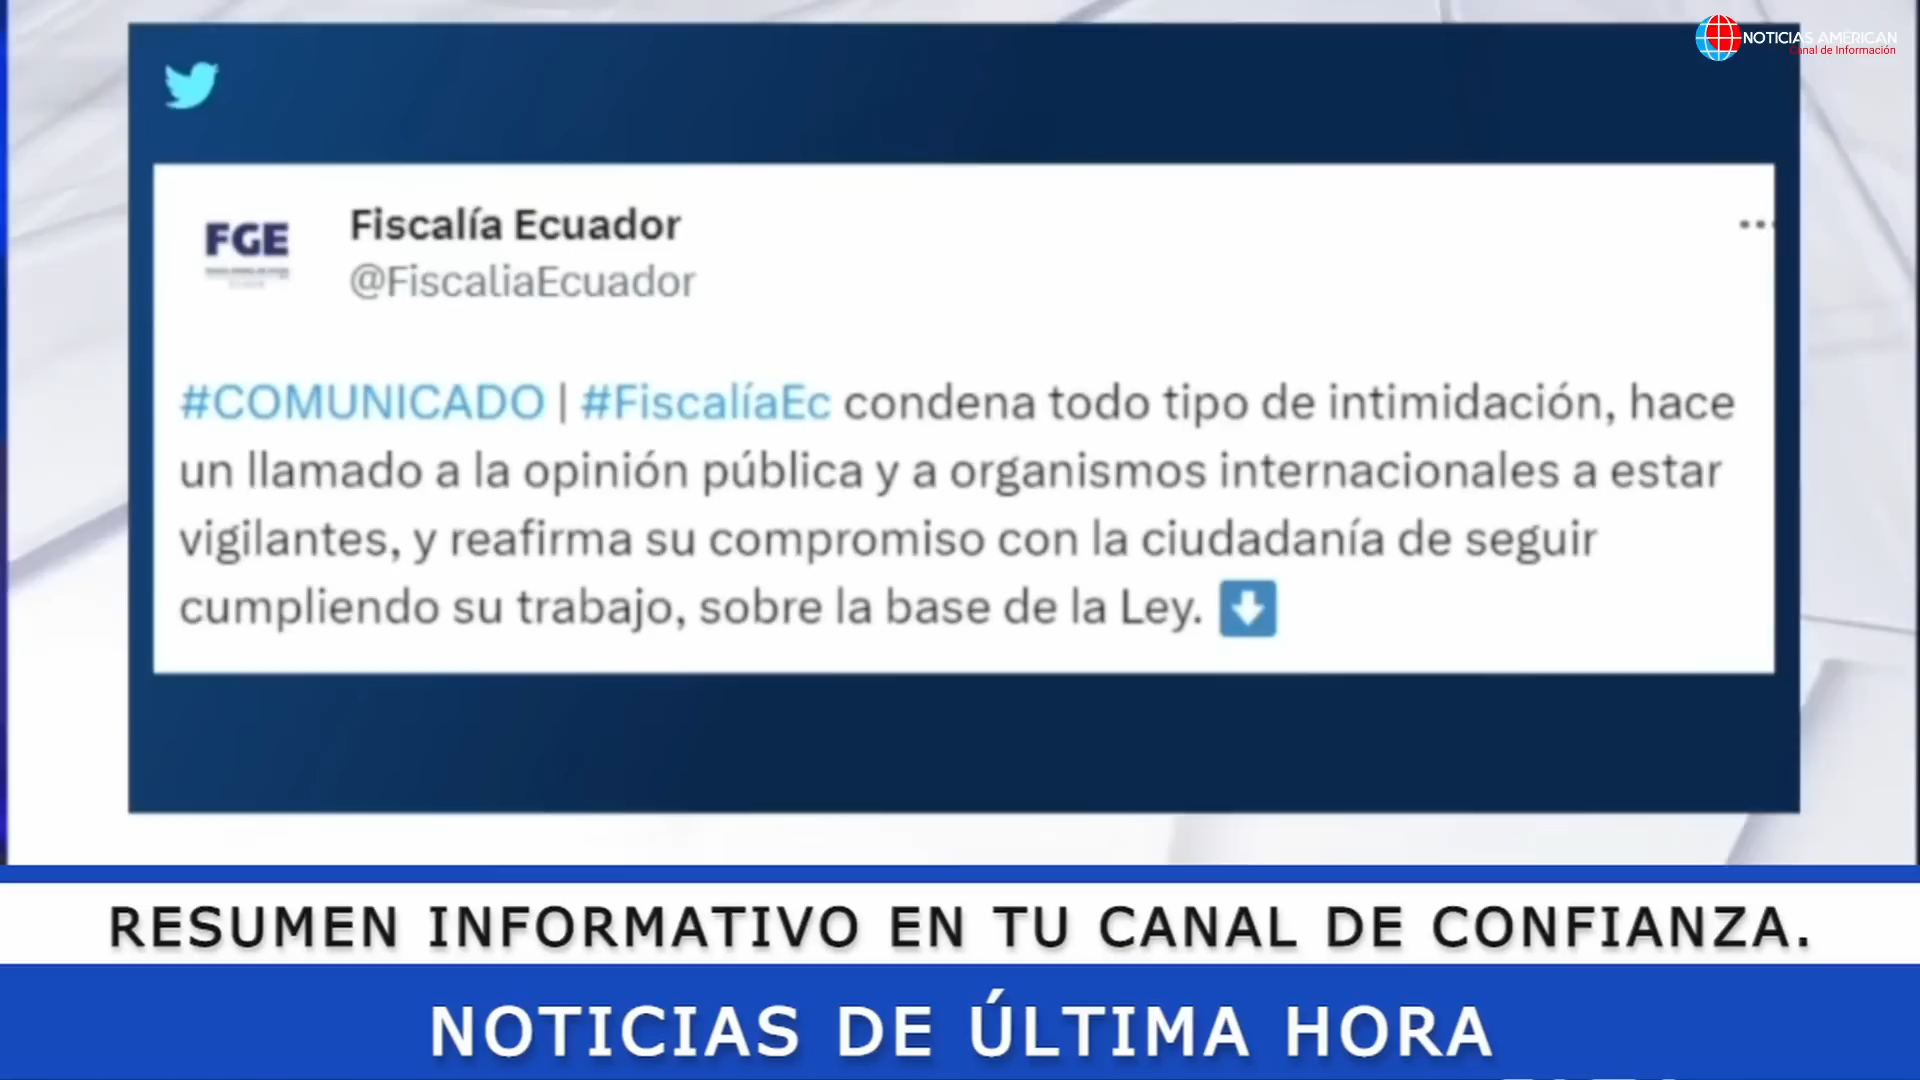 NOTICIAS AMÉRICAN
Canal de Información
FGE
Fiscalía Ecuador
@FiscaliaEcuador
#COMUNICADO | #FiscalíaEc condena todo tipo de intimidación, hace
un llamado a la opinión pública y a organismos internacionales a estar
vigilantes, y reafirma su compromiso con la ciudadanía de seguir
cumpliendo su trabajo, sobre la base de la Ley.
RESUMEN INFORMATIVO EN TU CANAL DE CONFIANZA.
NOTICIAS DE ÚLTIMA HORA